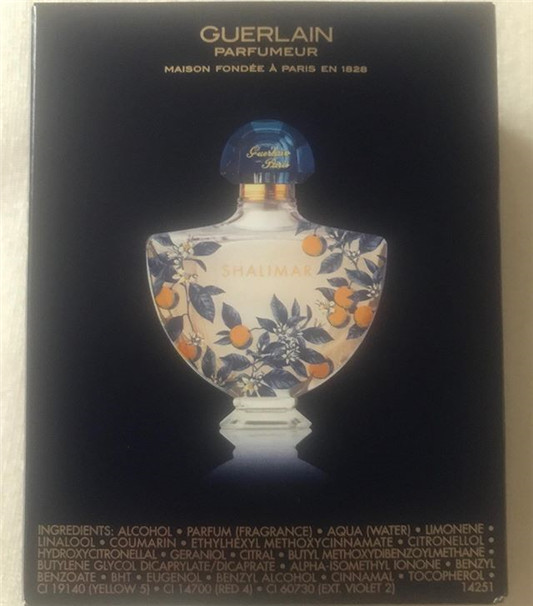 GUERLAIN
PARFUMEUR
MAISON FONDÉE À PARIS EN 1828
Guerlain
Paris
SHALIMAR
INGREDIENTS: ALCOHOL • PARFUM (FRAGRANCE) • AQUA (WATER) • LIMONENE •
LINALOOL • COUMARIN • ETHYLHEXYL METHOXYCINNAMATE • CITRONELLOL •
HYDROXYCITRONELLAL • GERANIOL • CITRAL • BUTYL METHOXYDIBENZOYLMETHANE •
BUTYLENE GLYCOL DICAPRYLATE/DICAPRATE • ALPHA-ISOMETHYL IONONE • BENZYL
BENZOATE • BHT • EUGENOL • BENZYL ALCOHOL • CINNAMAL • TOCOPHEROL •
CI 19140 (YELLOW 5) • CI 14700 (RED 4) • CI 60730 (EXT. VIOLET 2) 14251